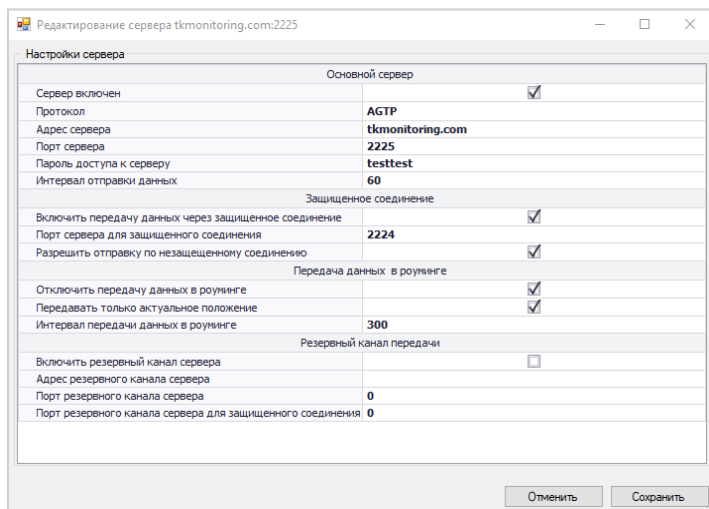 Редактирование сервера tkmonitoring.com:2225
Настройки сервера
Основной сервер
Сервер включен
Протокол AGTP
Адрес сервера tkmonitoring.com
Порт сервера 2225
Пароль доступа к серверу testtest
Интервал отправки данных 60
Защищенное соединение
Включить передачу данных через защищенное соединение
Порт сервера для защищенного соединения 2224
Разрешить отправку по незащещенному соединению
Передача данных в роуминге
Отключить передачу данных в роуминге
Передавать только актуальное положение
Интервал передачи данных в роуминге 300
Резервный канал передачи
Включить резервный канал сервера
Адрес резервного канала сервера
Порт резервного канала сервера 0
Порт резервного канала сервера для защищенного соединения 0
Отменить Сохранить